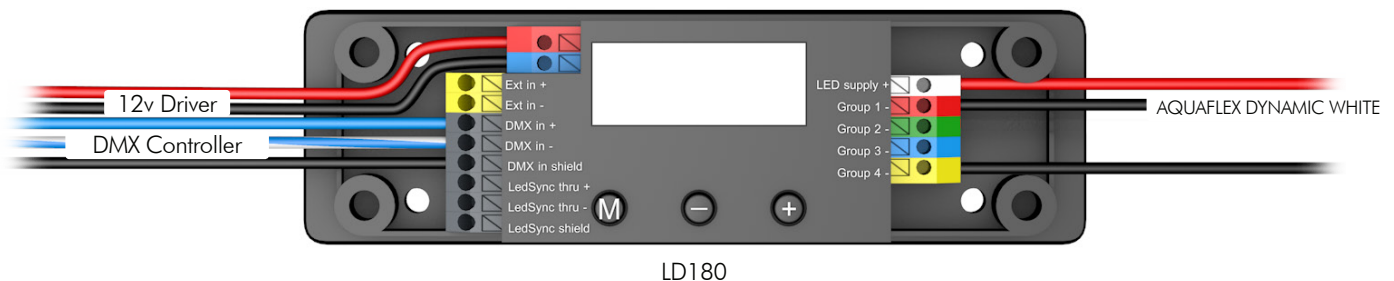 12v Driver
DMX Controller
Ext in +
Ext in -
DMX in +
DMX in -
DMX in shield
LedSync thru +
LedSync thru -
LedSync shield
M
−
+
LED supply +
Group 1 -
Group 2 -
Group 3 -
Group 4 -
AQUAFLEX DYNAMIC WHITE
LD180